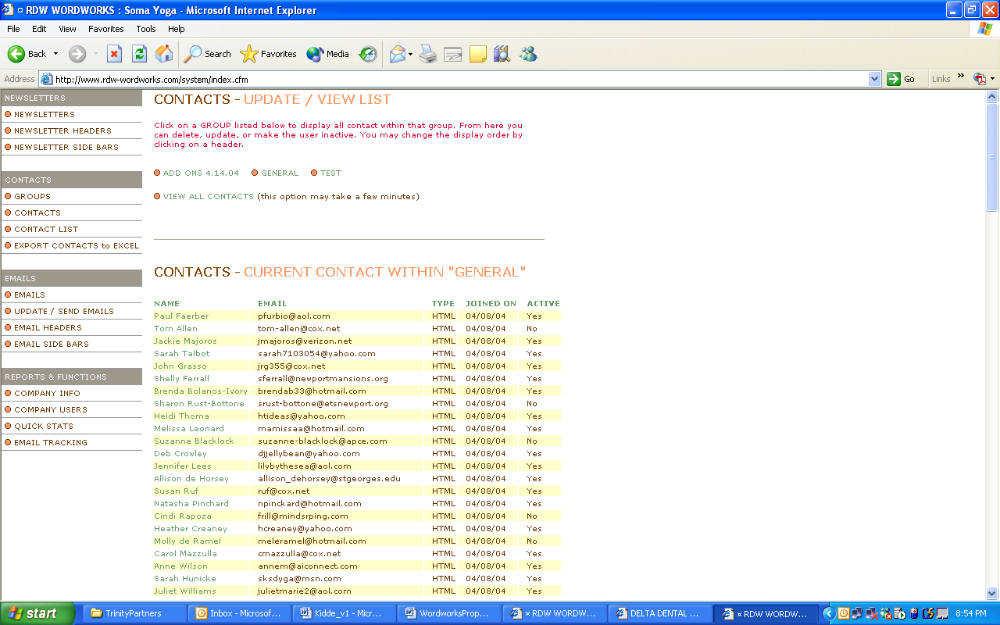 ¤ RDW WORDWORKS : Soma Yoga - Microsoft Internet Explorer
File Edit View Favorites Tools Help
Back Search Favorites Media
Address http://www.rdw-wordworks.com/system/index.cfm Go Links »
NEWSLETTERS
NEWSLETTERS
NEWSLETTER HEADERS
NEWSLETTER SIDE BARS
CONTACTS
GROUPS
CONTACTS
CONTACT LIST
EXPORT CONTACTS to EXCEL
EMAILS
EMAILS
UPDATE / SEND EMAILS
EMAIL HEADERS
EMAIL SIDE BARS
REPORTS & FUNCTIONS
COMPANY INFO
COMPANY USERS
QUICK STATS
EMAIL TRACKING
CONTACTS - UPDATE / VIEW LIST
Click on a GROUP listed below to display all contact within that group. From here you
can delete, update, or make the user inactive. You may change the display order by
clicking on a header.
ADD ONS 4.14.04 GENERAL TEST
VIEW ALL CONTACTS (this option may take a few minutes)
CONTACTS - CURRENT CONTACT WITHIN "GENERAL"
NAME EMAIL TYPE JOINED ON ACTIVE
Paul Faerber pfurbio@aol.com HTML 04/08/04 Yes
Tom Allen tom-allen@cox.net HTML 04/08/04 No
Jackie Majoros jmajoros@verizon.net HTML 04/08/04 Yes
Sarah Talbot sarah7103054@yahoo.com HTML 04/08/04 Yes
John Grasso jrg355@cox.net HTML 04/08/04 Yes
Shelly Ferrall sferrall@newportmansions.org HTML 04/08/04 Yes
Brenda Bolanos-Ivory brendab33@hotmail.com HTML 04/08/04 Yes
Sharon Rust-Bottone srust-bottone@etsnewport.org HTML 04/08/04 No
Heidi Thoma htideas@yahoo.com HTML 04/08/04 Yes
Melissa Leonard mamissaa@hotmail.com HTML 04/08/04 Yes
Suzanne Blacklock suzanne-blacklock@apce.com HTML 04/08/04 No
Deb Crowley djjellybean@yahoo.com HTML 04/08/04 Yes
Jennifer Lees lilybythesea@aol.com HTML 04/08/04 Yes
Allison de Horsey allison_dehorsey@stgeorges.edu HTML 04/08/04 Yes
Susan Ruf ruf@cox.net HTML 04/08/04 Yes
Natasha Pinchard npinckard@hotmail.com HTML 04/08/04 Yes
Cindi Rapoza frill@mindsrping.com HTML 04/08/04 No
Heather Creaney hcreaney@yahoo.com HTML 04/08/04 Yes
Molly de Ramel meleramel@hotmail.com HTML 04/08/04 No
Carol Mazzulla cmazzulla@cox.net HTML 04/08/04 Yes
Anne Wilson annem@aiconnect.com HTML 04/08/04 Yes
Sarah Hunicke sksdyga@msn.com HTML 04/08/04 Yes
Juliet Williams julietmarie2@aol.com HTML 04/08/04 Yes
start TrinityPartners Inbox - Microsof... Kidde_v1 - Micr... WordworksProp... ¤ RDW WORDW... DELTA DENTAL ... ¤ RDW WORDW... 8:54 PM